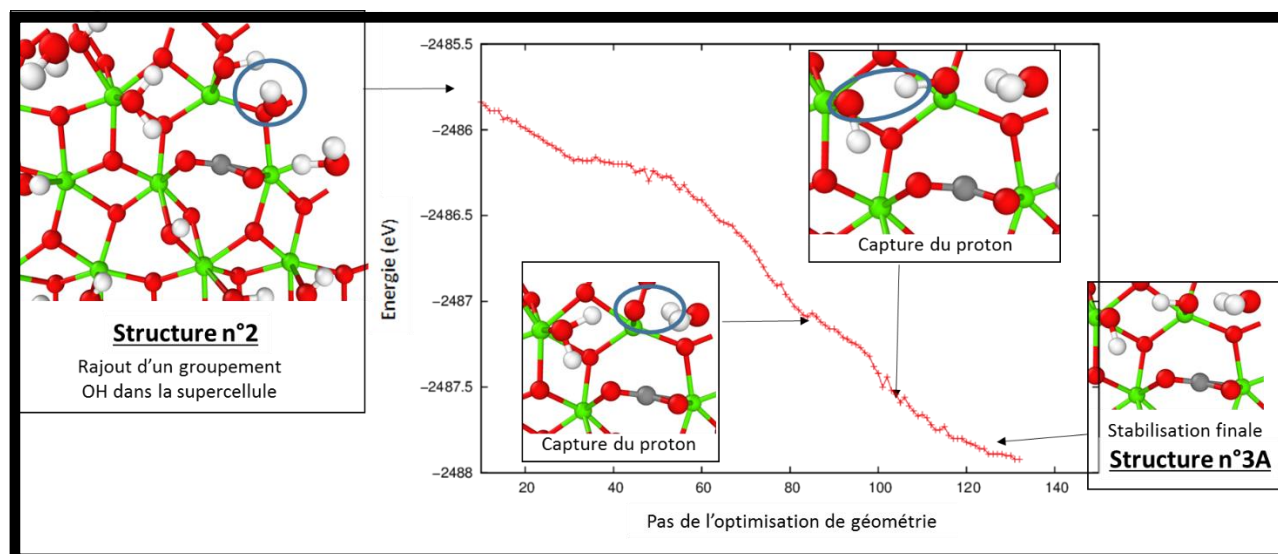 Structure n°2
Rajout d’un groupement
OH dans la supercellule
Energie (eV)
−2485.5
−2486
−2486.5
−2487
−2487.5
−2488
20
40
60
80
100
120
140
Pas de l’optimisation de géométrie
Capture du proton
Capture du proton
Stabilisation finale
Structure n°3A